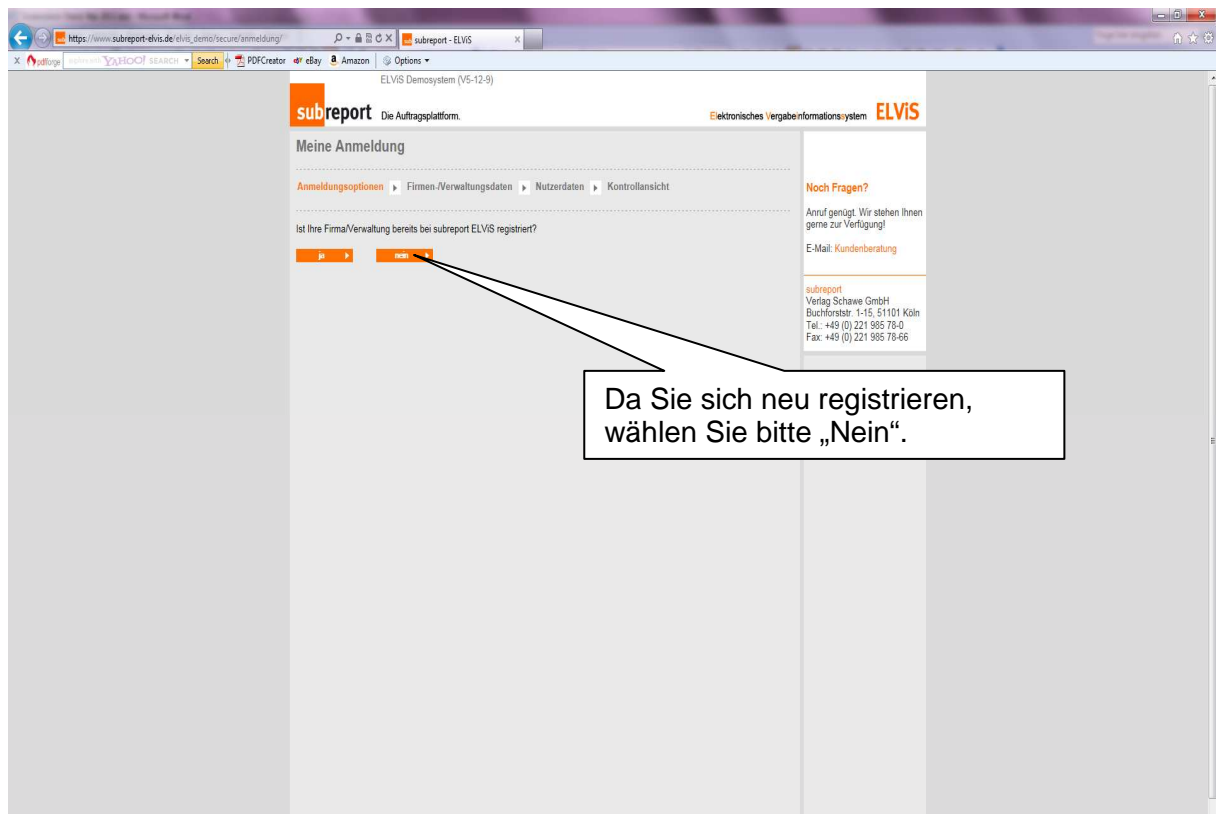 https://www.subreport-elvis.de/elvis_demo/secure/anmeldung/
subreport - ELViS
pdfforge
YAHOO! SEARCH
Search
PDFCreator
eBay
Amazon
Options
ELViS Demosystem (V5-12-9)
subreport Die Auftragsplattform.
Elektronisches Vergabeinformationssystem ELViS
Meine Anmeldung
Anmeldungsoptionen Firmen-/Verwaltungsdaten Nutzerdaten Kontrollansicht
Ist Ihre Firma/Verwaltung bereits bei subreport ELViS registriert?
ja nein
Noch Fragen?
Anruf genügt. Wir stehen Ihnen
gerne zur Verfügung!
E-Mail: Kundenberatung
subreport
Verlag Schawe GmbH
Buchforststr. 1-15, 51101 Köln
Tel.: +49 (0) 221 985 78-0
Fax: +49 (0) 221 985 78-66
Da Sie sich neu registrieren,
wählen Sie bitte „Nein“.